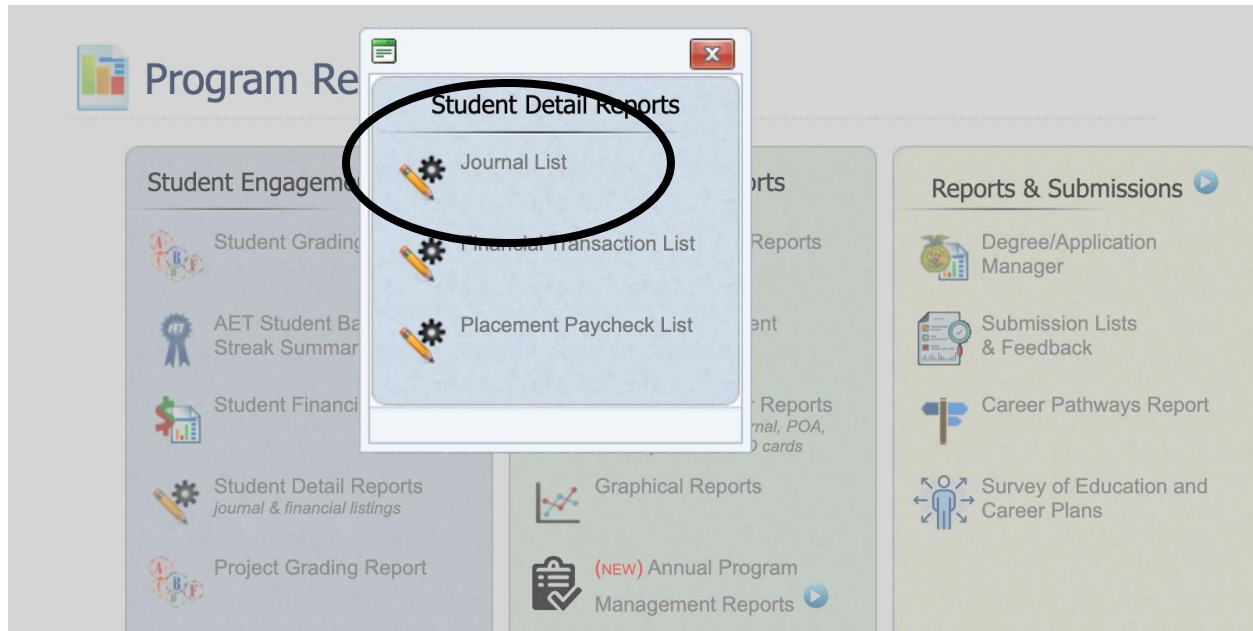 Program Re
Student Detail Reports
Journal List
Financial Transaction List
Placement Paycheck List
Student Engageme
Student Grading
AET Student Ba
Streak Summar
Student Financi
Student Detail Reports
journal & financial listings
Project Grading Report
orts
Reports
ent
Reports
rnal, POA,
D cards
Graphical Reports
(NEW) Annual Program
Management Reports
Reports & Submissions
Degree/Application
Manager
Submission Lists
& Feedback
Career Pathways Report
Survey of Education and
Career Plans